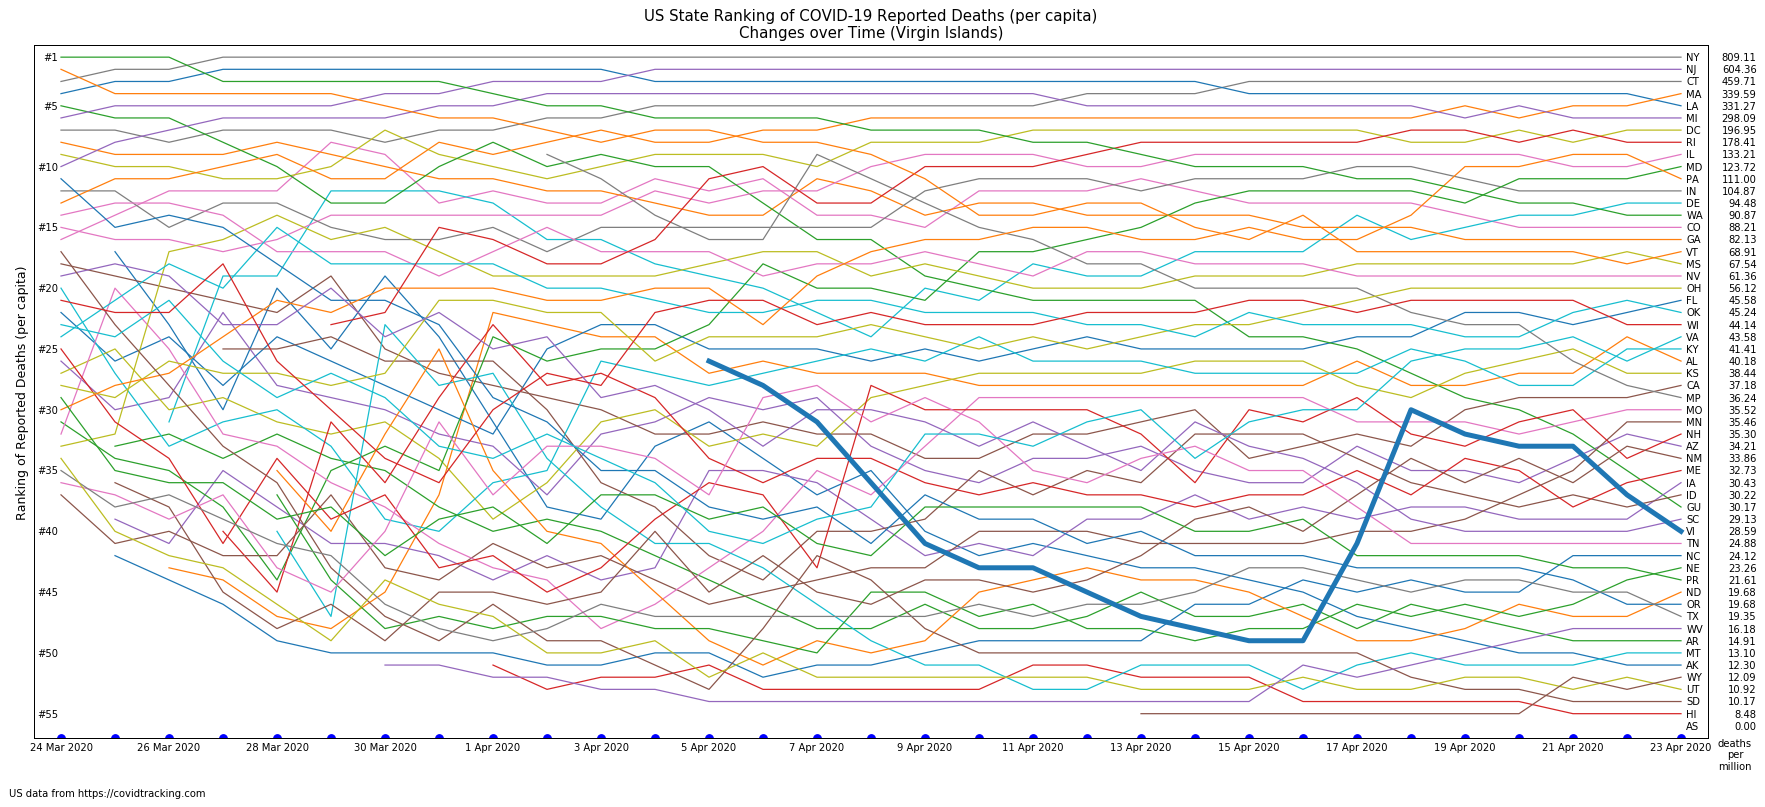 US State Ranking of COVID-19 Reported Deaths (per capita)
Changes over Time (Virgin Islands)
Ranking of Reported Deaths (per capita)
#1
#5
#10
#15
#20
#25
#30
#35
#40
#45
#50
#55
NY 809.11
NJ 604.36
CT 459.71
MA 339.59
LA 331.27
MI 298.09
DC 196.95
RI 178.41
IL 133.21
MD 123.72
PA 111.00
IN 104.87
DE 94.48
WA 90.87
CO 88.21
GA 82.13
VT 68.91
MS 67.54
NV 61.36
OH 56.12
FL 45.58
OK 45.24
WI 44.14
VA 43.58
KY 41.41
AL 40.18
KS 38.44
CA 37.18
MP 36.24
MO 35.52
MN 35.46
NH 35.30
AZ 34.21
NM 33.86
ME 32.73
IA 30.43
ID 30.22
GU 30.17
SC 29.13
VI 28.59
TN 24.88
NC 24.12
NE 23.26
PR 21.61
ND 19.68
OR 19.68
TX 19.35
WV 16.18
AR 14.91
MT 13.10
AK 12.30
WY 12.09
UT 10.92
SD 10.17
HI 8.48
AS 0.00
24 Mar 2020 26 Mar 2020 28 Mar 2020 30 Mar 2020 1 Apr 2020 3 Apr 2020 5 Apr 2020 7 Apr 2020 9 Apr 2020 11 Apr 2020 13 Apr 2020 15 Apr 2020 17 Apr 2020 19 Apr 2020 21 Apr 2020 23 Apr 2020
deaths
per
million
US data from https://covidtracking.com